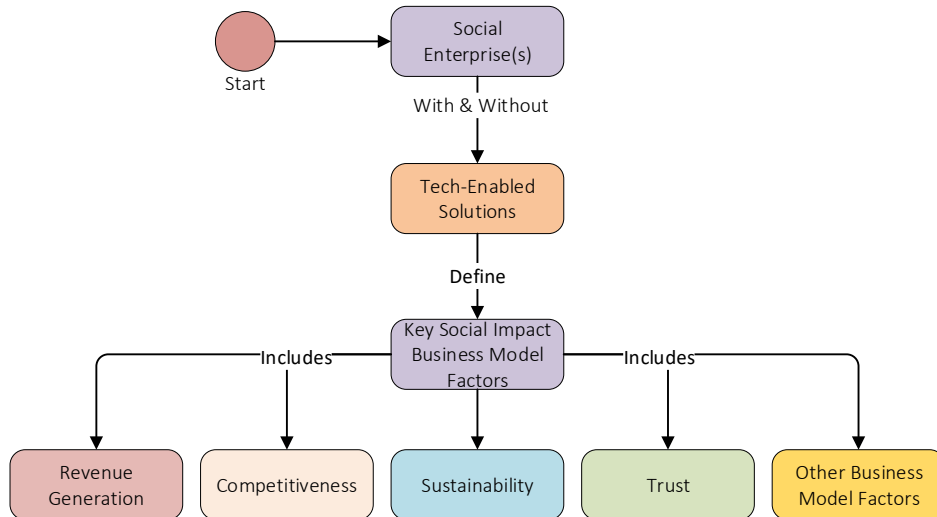 Social
Enterprise(s)
Start
With & Without
Tech-Enabled
Solutions
Define
Key Social Impact
Business Model
Factors
Includes
Includes
Revenue
Generation
Competitiveness
Sustainability
Trust
Other Business
Model Factors